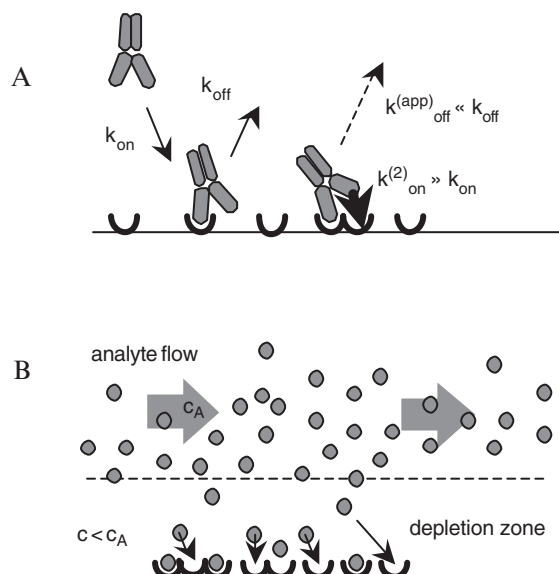 A
k_on
k_off
k^(app)_off « k_off
k^(2)_on » k_on
B
analyte flow
c_A
c < c_A
depletion zone